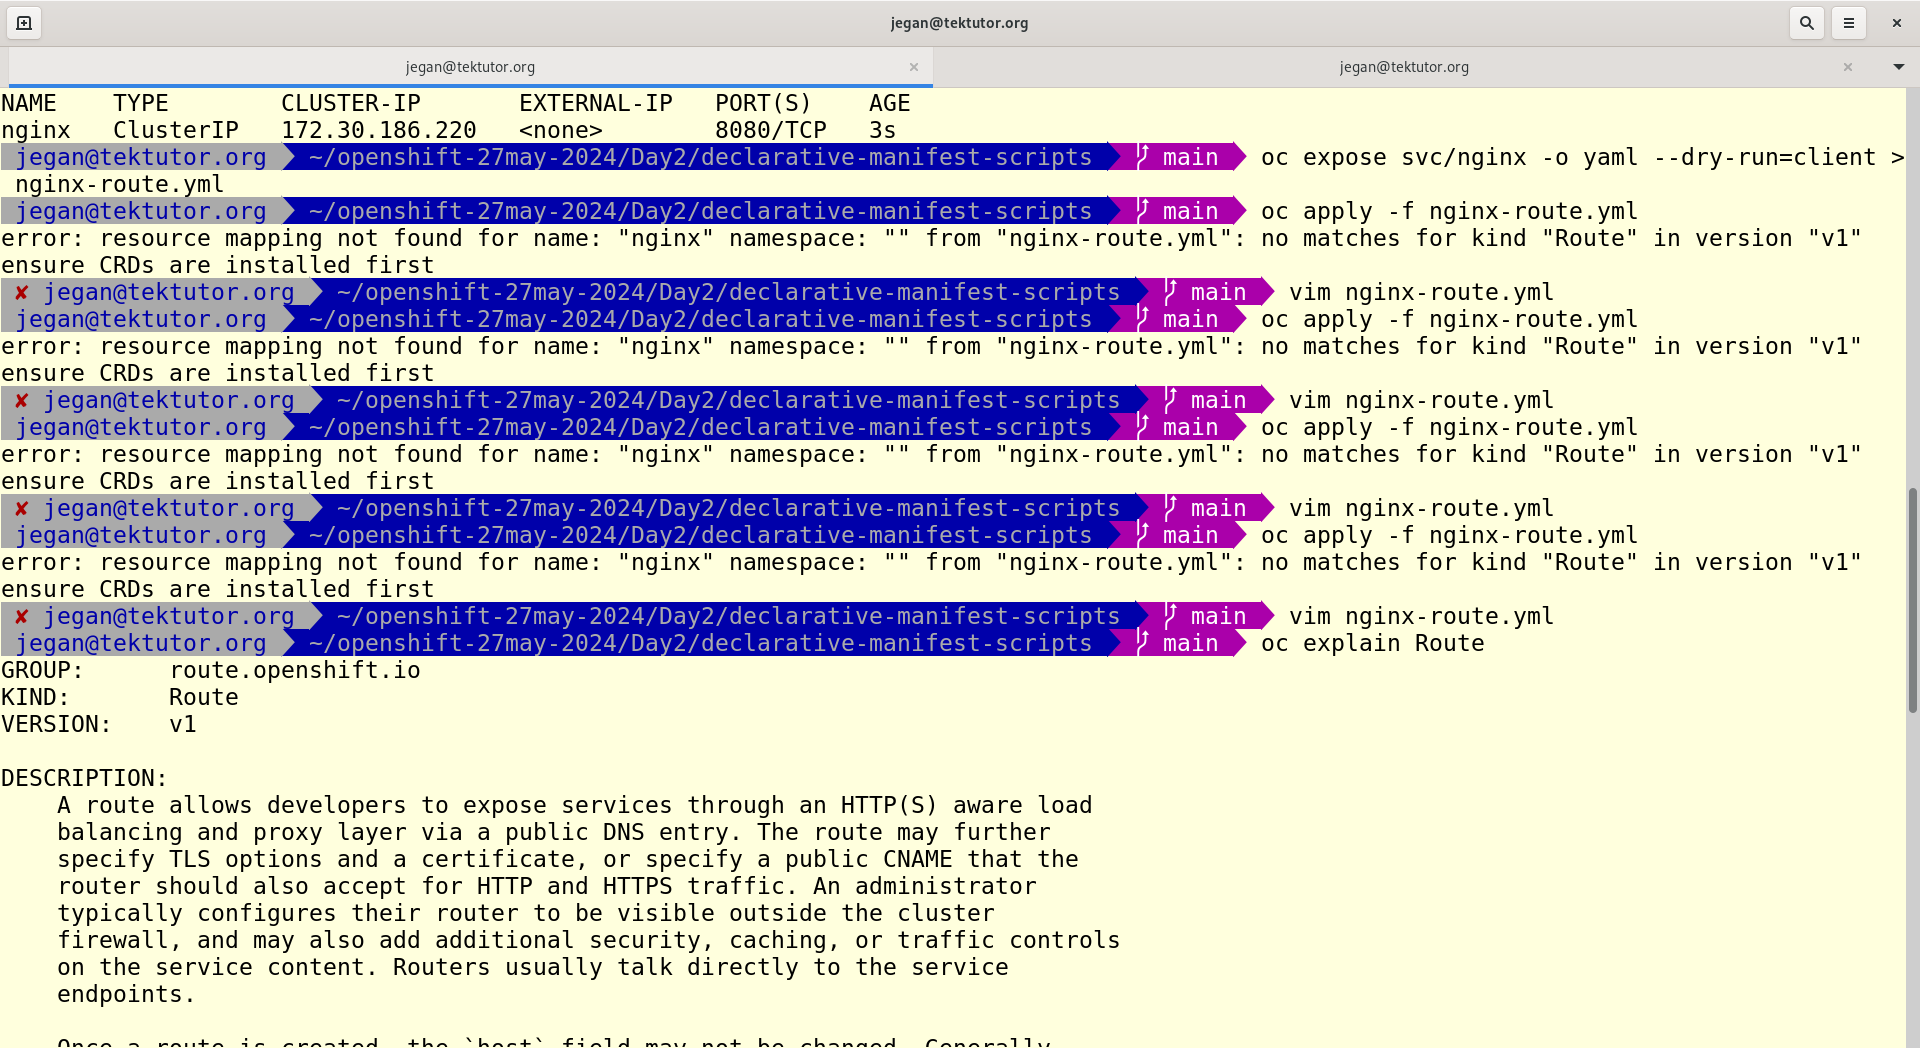 jegan@tektutor.org
jegan@tektutor.org
jegan@tektutor.org
NAME TYPE CLUSTER-IP EXTERNAL-IP PORT(S) AGE
nginx ClusterIP 172.30.186.220 <none> 8080/TCP 3s
jegan@tektutor.org ~/openshift-27may-2024/Day2/declarative-manifest-scripts main oc expose svc/nginx -o yaml --dry-run=client >
nginx-route.yml
jegan@tektutor.org ~/openshift-27may-2024/Day2/declarative-manifest-scripts main oc apply -f nginx-route.yml
error: resource mapping not found for name: "nginx" namespace: "" from "nginx-route.yml": no matches for kind "Route" in version "v1"
ensure CRDs are installed first
✘ jegan@tektutor.org ~/openshift-27may-2024/Day2/declarative-manifest-scripts main vim nginx-route.yml
jegan@tektutor.org ~/openshift-27may-2024/Day2/declarative-manifest-scripts main oc apply -f nginx-route.yml
error: resource mapping not found for name: "nginx" namespace: "" from "nginx-route.yml": no matches for kind "Route" in version "v1"
ensure CRDs are installed first
✘ jegan@tektutor.org ~/openshift-27may-2024/Day2/declarative-manifest-scripts main vim nginx-route.yml
jegan@tektutor.org ~/openshift-27may-2024/Day2/declarative-manifest-scripts main oc apply -f nginx-route.yml
error: resource mapping not found for name: "nginx" namespace: "" from "nginx-route.yml": no matches for kind "Route" in version "v1"
ensure CRDs are installed first
✘ jegan@tektutor.org ~/openshift-27may-2024/Day2/declarative-manifest-scripts main vim nginx-route.yml
jegan@tektutor.org ~/openshift-27may-2024/Day2/declarative-manifest-scripts main oc apply -f nginx-route.yml
error: resource mapping not found for name: "nginx" namespace: "" from "nginx-route.yml": no matches for kind "Route" in version "v1"
ensure CRDs are installed first
✘ jegan@tektutor.org ~/openshift-27may-2024/Day2/declarative-manifest-scripts main vim nginx-route.yml
jegan@tektutor.org ~/openshift-27may-2024/Day2/declarative-manifest-scripts main oc explain Route
GROUP: route.openshift.io
KIND: Route
VERSION: v1
DESCRIPTION:
A route allows developers to expose services through an HTTP(S) aware load
balancing and proxy layer via a public DNS entry. The route may further
specify TLS options and a certificate, or specify a public CNAME that the
router should also accept for HTTP and HTTPS traffic. An administrator
typically configures their router to be visible outside the cluster
firewall, and may also add additional security, caching, or traffic controls
on the service content. Routers usually talk directly to the service
endpoints.
Once a route is created, the `host` field may not be changed. Generally,